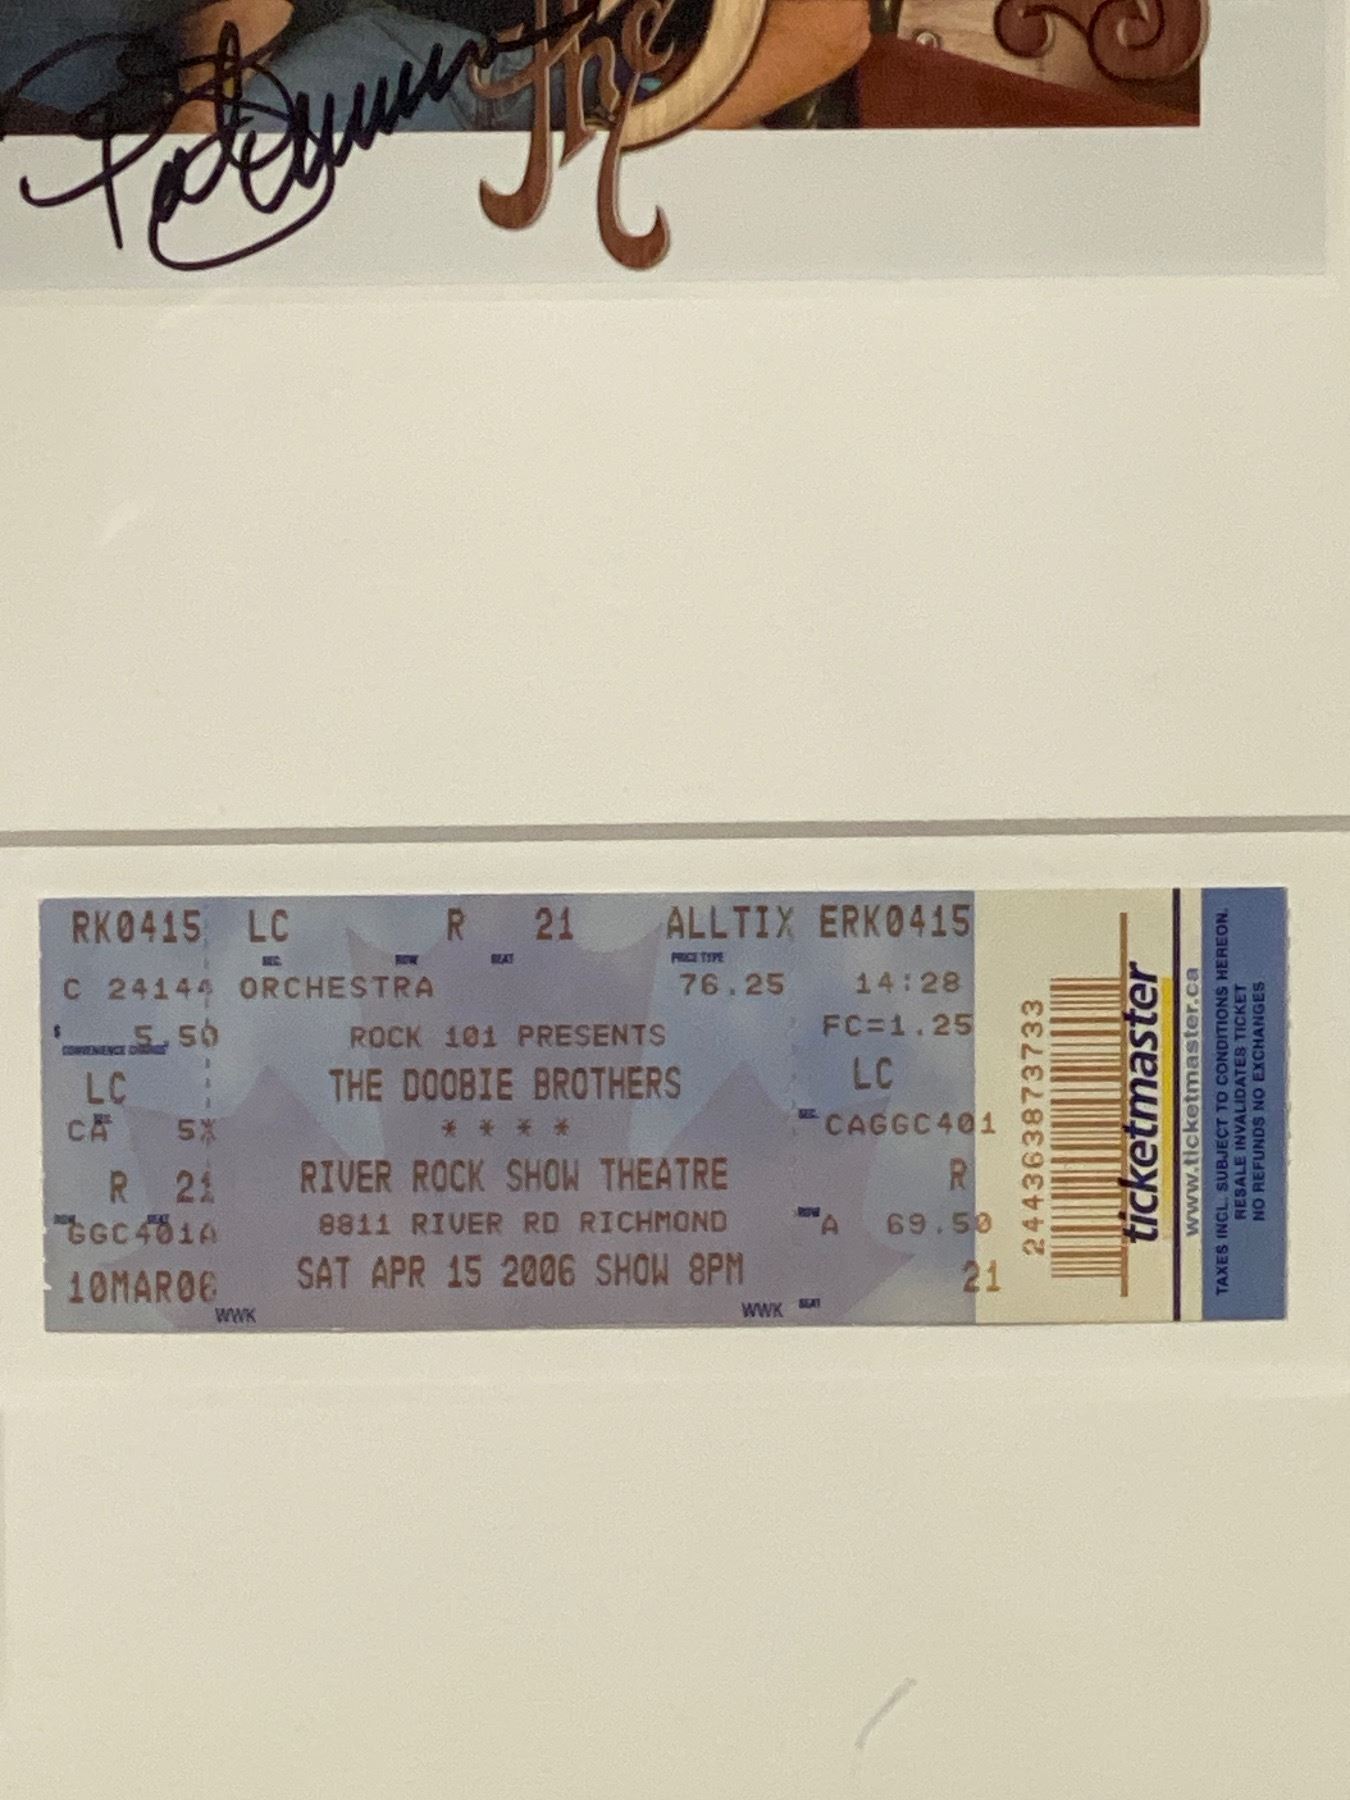 The
RK0415 LC R 21 ALLTIX ERK0415
SEC. ROW SEAT PRICE TYPE
C 24144 ORCHESTRA 76.25 14:28
$ 5.50 ROCK 101 PRESENTS FC=1.25
CONVENIENCE CHARGE
LC THE DOOBIE BROTHERS LC
SEC. SEC.
CA 5X * * * * CAGGC401
R 21 RIVER ROCK SHOW THEATRE R
ROW SEAT ROW
GGC401A 8811 RIVER RD RICHMOND A 69.50
10MAR06 SAT APR 15 2006 SHOW 8PM 21
WWK WWK SEAT
244363873733
ticketmaster
www.ticketmaster.ca
TAXES INCL. SUBJECT TO CONDITIONS HEREON.
RESALE INVALIDATES TICKET
NO REFUNDS NO EXCHANGES